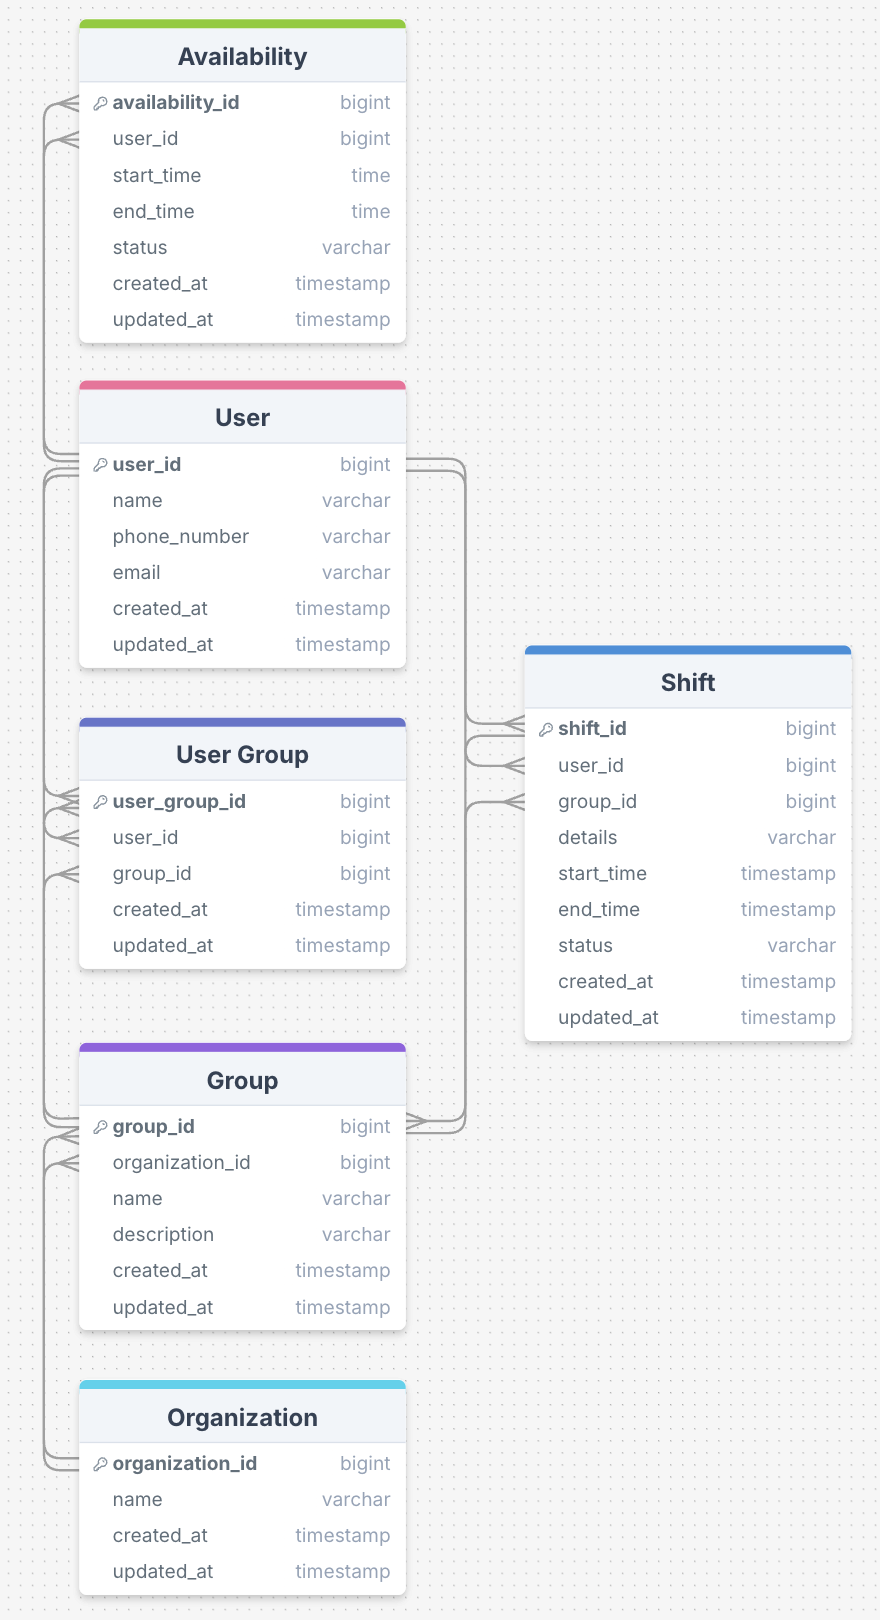 Availability
availability_id bigint
user_id bigint
start_time time
end_time time
status varchar
created_at timestamp
updated_at timestamp
User
user_id bigint
name varchar
phone_number varchar
email varchar
created_at timestamp
updated_at timestamp
User Group
user_group_id bigint
user_id bigint
group_id bigint
created_at timestamp
updated_at timestamp
Shift
shift_id bigint
user_id bigint
group_id bigint
details varchar
start_time timestamp
end_time timestamp
status varchar
created_at timestamp
updated_at timestamp
Group
group_id bigint
organization_id bigint
name varchar
description varchar
created_at timestamp
updated_at timestamp
Organization
organization_id bigint
name varchar
created_at timestamp
updated_at timestamp